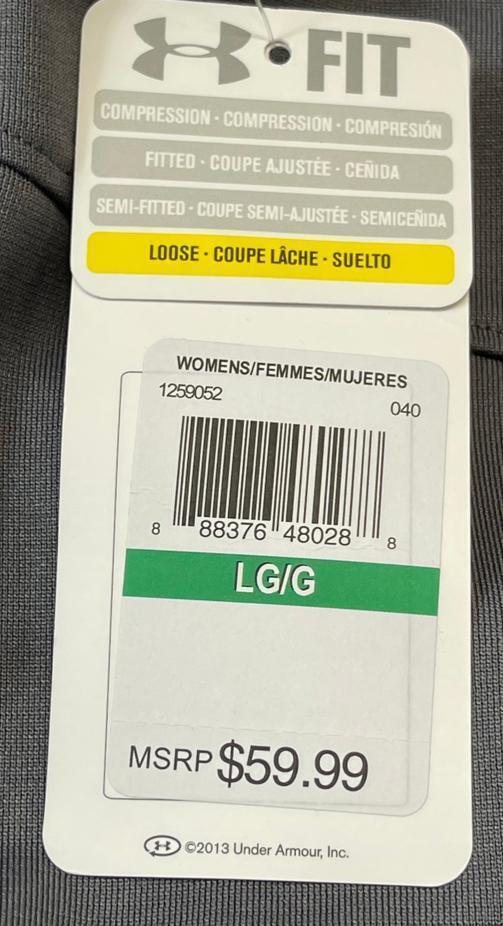 FIT
COMPRESSION · COMPRESSION · COMPRESIÓN
FITTED · COUPE AJUSTÉE · CEÑIDA
SEMI-FITTED · COUPE SEMI-AJUSTÉE · SEMICEÑIDA
LOOSE · COUPE LÂCHE · SUELTO
WOMENS/FEMMES/MUJERES
1259052
040
8 88376 48028 8
LG/G
MSRP $59.99
©2013 Under Armour, Inc.